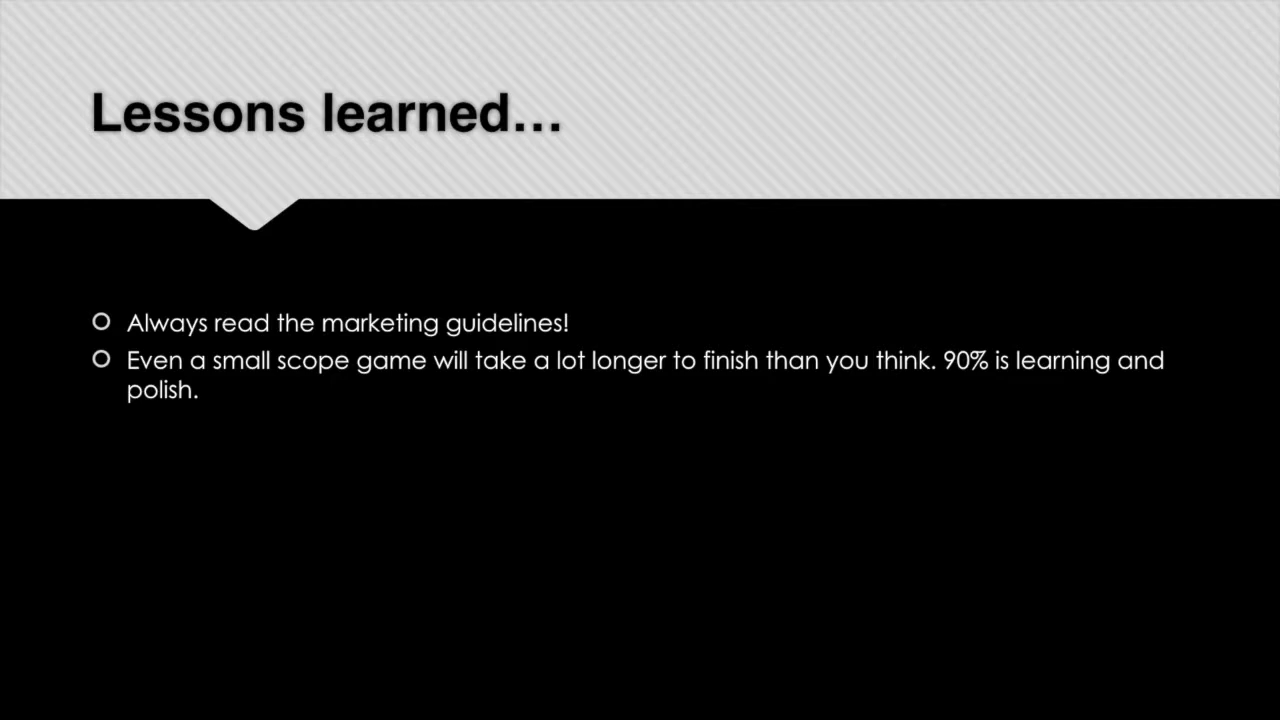 Lessons learned…
Always read the marketing guidelines!
Even a small scope game will take a lot longer to finish than you think. 90% is learning and
polish.